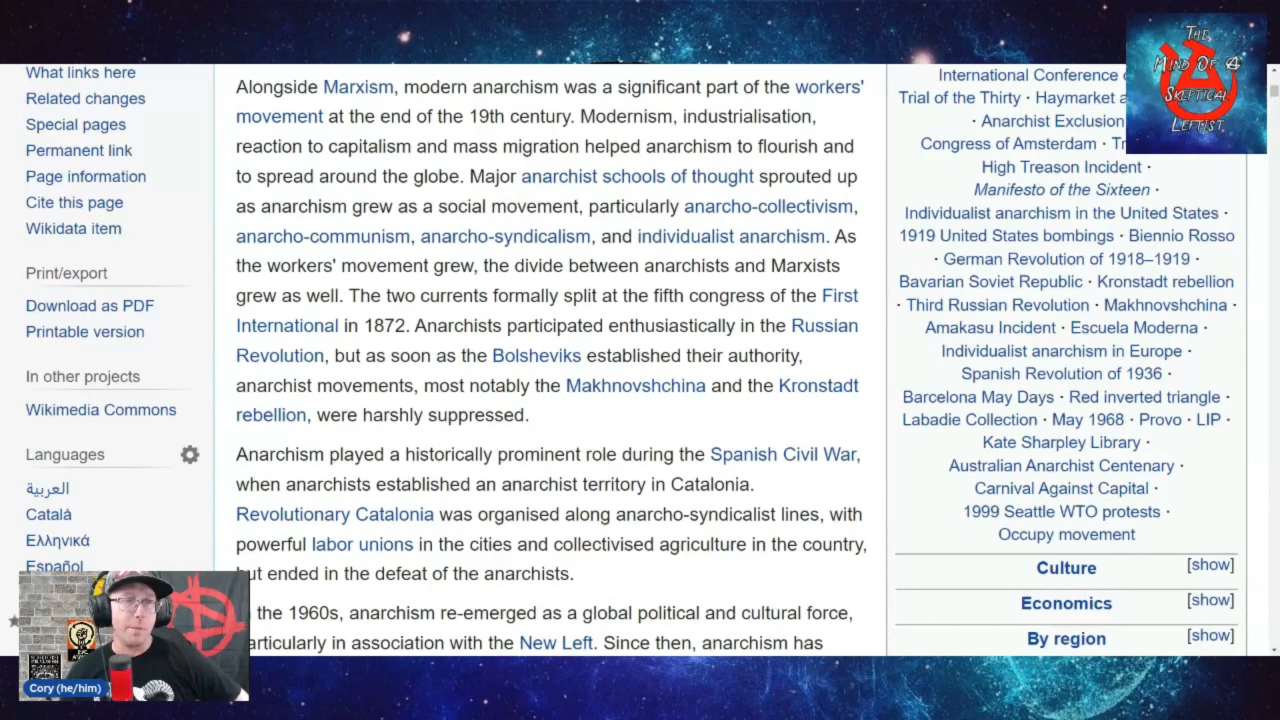 What links here
Related changes
Special pages
Permanent link
Page information
Cite this page
Wikidata item
Print/export
Download as PDF
Printable version
In other projects
Wikimedia Commons
Languages
العربية
Català
Ελληνικά
Español
Alongside Marxism, modern anarchism was a significant part of the workers'
movement at the end of the 19th century. Modernism, industrialisation,
reaction to capitalism and mass migration helped anarchism to flourish and
to spread around the globe. Major anarchist schools of thought sprouted up
as anarchism grew as a social movement, particularly anarcho-collectivism,
anarcho-communism, anarcho-syndicalism, and individualist anarchism. As
the workers' movement grew, the divide between anarchists and Marxists
grew as well. The two currents formally split at the fifth congress of the First
International in 1872. Anarchists participated enthusiastically in the Russian
Revolution, but as soon as the Bolsheviks established their authority,
anarchist movements, most notably the Makhnovshchina and the Kronstadt
rebellion, were harshly suppressed.
Anarchism played a historically prominent role during the Spanish Civil War,
when anarchists established an anarchist territory in Catalonia.
Revolutionary Catalonia was organised along anarcho-syndicalist lines, with
powerful labor unions in the cities and collectivised agriculture in the country,
but ended in the defeat of the anarchists.
the 1960s, anarchism re-emerged as a global political and cultural force,
particularly in association with the New Left. Since then, anarchism has
International Conference
Trial of the Thirty · Haymarket
· Anarchist Exclusion
Congress of Amsterdam ·
High Treason Incident ·
Manifesto of the Sixteen ·
Individualist anarchism in the United States ·
1919 United States bombings · Biennio Rosso
· German Revolution of 1918–1919 ·
Bavarian Soviet Republic · Kronstadt rebellion
· Third Russian Revolution · Makhnovshchina ·
Amakasu Incident · Escuela Moderna ·
Individualist anarchism in Europe ·
Spanish Revolution of 1936 ·
Barcelona May Days · Red inverted triangle ·
Labadie Collection · May 1968 · Provo · LIP ·
Kate Sharpley Library ·
Australian Anarchist Centenary ·
Carnival Against Capital ·
1999 Seattle WTO protests ·
Occupy movement
Culture [show]
Economics [show]
By region [show]
The
Mind Of A
Skeptical
Leftist
Cory (he/him)